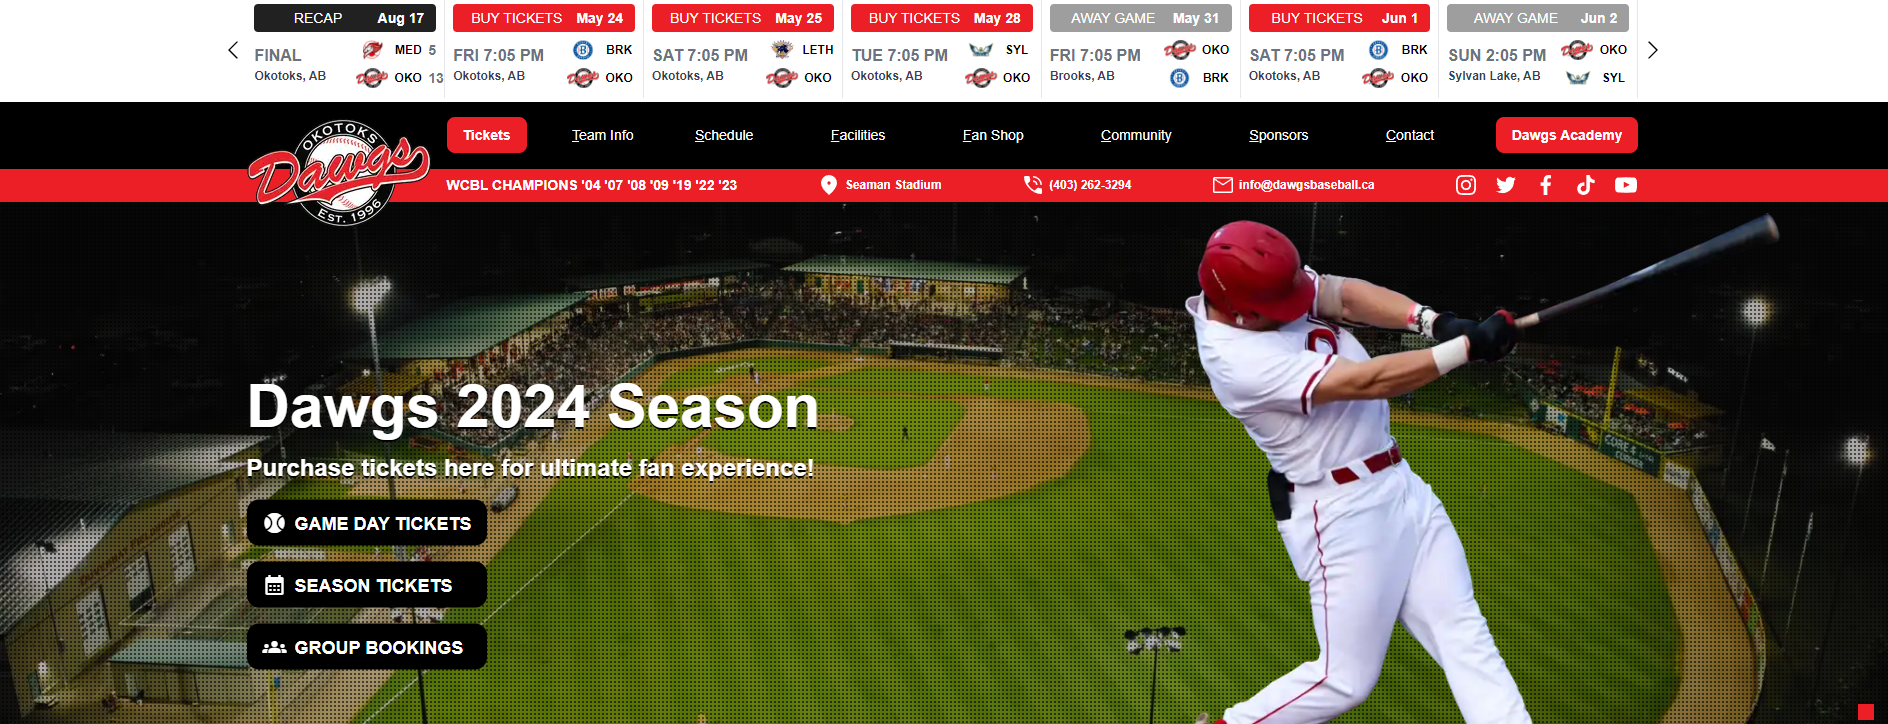 RECAP Aug 17
FINAL
Okotoks, AB
MED 5
OKO 13
BUY TICKETS May 24
FRI 7:05 PM
Okotoks, AB
BRK
OKO
BUY TICKETS May 25
SAT 7:05 PM
Okotoks, AB
LETH
OKO
BUY TICKETS May 28
TUE 7:05 PM
Okotoks, AB
SYL
OKO
AWAY GAME May 31
FRI 7:05 PM
Brooks, AB
OKO
BRK
BUY TICKETS Jun 1
SAT 7:05 PM
Okotoks, AB
BRK
OKO
AWAY GAME Jun 2
SUN 2:05 PM
Sylvan Lake, AB
OKO
SYL
OKOTOKS
Dawgs
EST. 1996
Tickets
Team Info
Schedule
Facilities
Fan Shop
Community
Sponsors
Contact
Dawgs Academy
WCBL CHAMPIONS '04 '07 '08 '09 '19 '22 '23
Seaman Stadium
(403) 262-3294
info@dawgsbaseball.ca
Dawgs 2024 Season
Purchase tickets here for ultimate fan experience!
GAME DAY TICKETS
SEASON TICKETS
GROUP BOOKINGS
CORE 4
CORNER